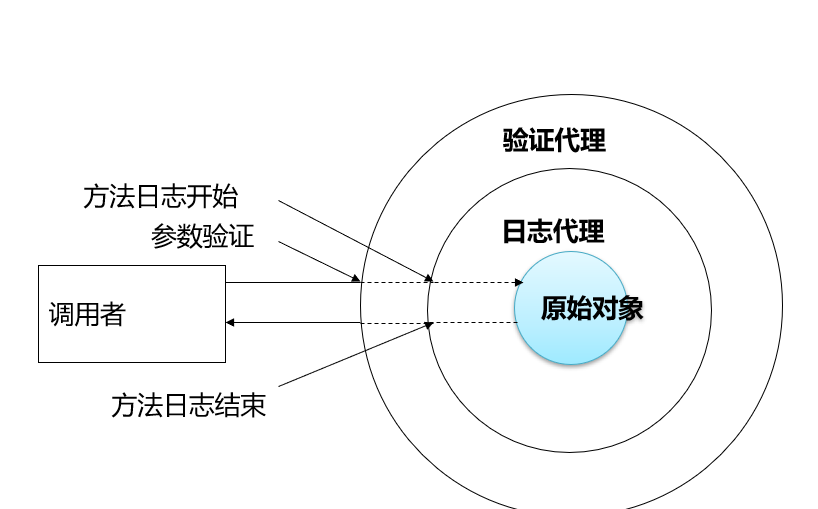 验证代理
方法日志开始
参数验证
日志代理
调用者
原始对象
方法日志结束